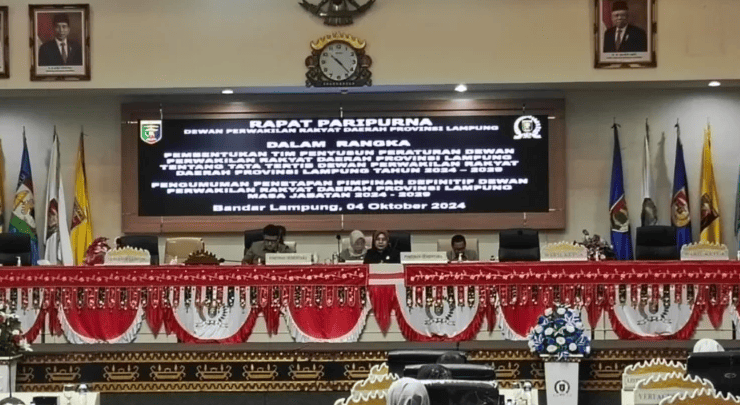 RAPAT PARIPURNA
DEWAN PERWAKILAN RAKYAT DAERAH PROVINSI LAMPUNG
DALAM RANGKA
PEMBENTUKAN TIM PENYUSUN PERATURAN DEWAN
PERWAKILAN RAKYAT DAERAH PROVINSI LAMPUNG
TENTANG TATA TERTIB DEWAN PERWAKILAN RAKYAT
DAERAH PROVINSI LAMPUNG TAHUN 2024 - 2029
PENGUMUMAN PENETAPAN PIMPINAN DEFINITIF DEWAN
PERWAKILAN RAKYAT DAERAH PROVINSI LAMPUNG
MASA JABATAN 2024 - 2029
Bandar Lampung, 04 Oktober 2024